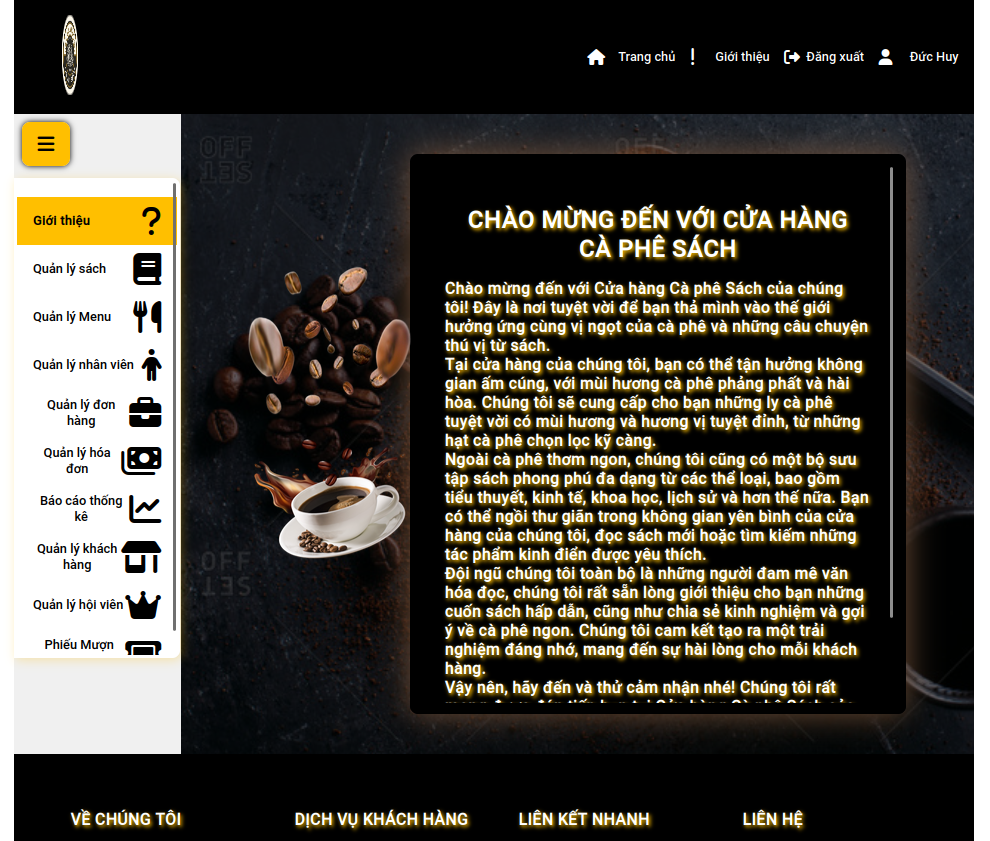 Trang chủ
Giới thiệu
Đăng xuất
Đức Huy
OFF
SET
Giới thiệu
Quản lý sách
Quản lý Menu
Quản lý nhân viên
Quản lý đơn
hàng
Quản lý hóa
đơn
Báo cáo thống
kê
Quản lý khách
hàng
Quản lý hội viên
Phiếu Mượn
CHÀO MỪNG ĐẾN VỚI CỬA HÀNG
CÀ PHÊ SÁCH
Chào mừng đến với Cửa hàng Cà phê Sách của chúng
tôi! Đây là nơi tuyệt vời để bạn thả mình vào thế giới
hưởng ứng cùng vị ngọt của cà phê và những câu chuyện
thú vị từ sách.
Tại cửa hàng của chúng tôi, bạn có thể tận hưởng không
gian ấm cúng, với mùi hương cà phê phảng phất và hài
hòa. Chúng tôi sẽ cung cấp cho bạn những ly cà phê
tuyệt vời có mùi hương và hương vị tuyệt đỉnh, từ những
hạt cà phê chọn lọc kỹ càng.
Ngoài cà phê thơm ngon, chúng tôi cũng có một bộ sưu
tập sách phong phú đa dạng từ các thể loại, bao gồm
tiểu thuyết, kinh tế, khoa học, lịch sử và hơn thế nữa. Bạn
có thể ngồi thư giãn trong không gian yên bình của cửa
hàng của chúng tôi, đọc sách mới hoặc tìm kiếm những
tác phẩm kinh điển được yêu thích.
Đội ngũ chúng tôi toàn bộ là những người đam mê văn
hóa đọc, chúng tôi rất sẵn lòng giới thiệu cho bạn những
cuốn sách hấp dẫn, cũng như chia sẻ kinh nghiệm và gợi
ý về cà phê ngon. Chúng tôi cam kết tạo ra một trải
nghiệm đáng nhớ, mang đến sự hài lòng cho mỗi khách
hàng.
Vậy nên, hãy đến và thử cảm nhận nhé! Chúng tôi rất
OFF
SET
VỀ CHÚNG TÔI
DỊCH VỤ KHÁCH HÀNG
LIÊN KẾT NHANH
LIÊN HỆ